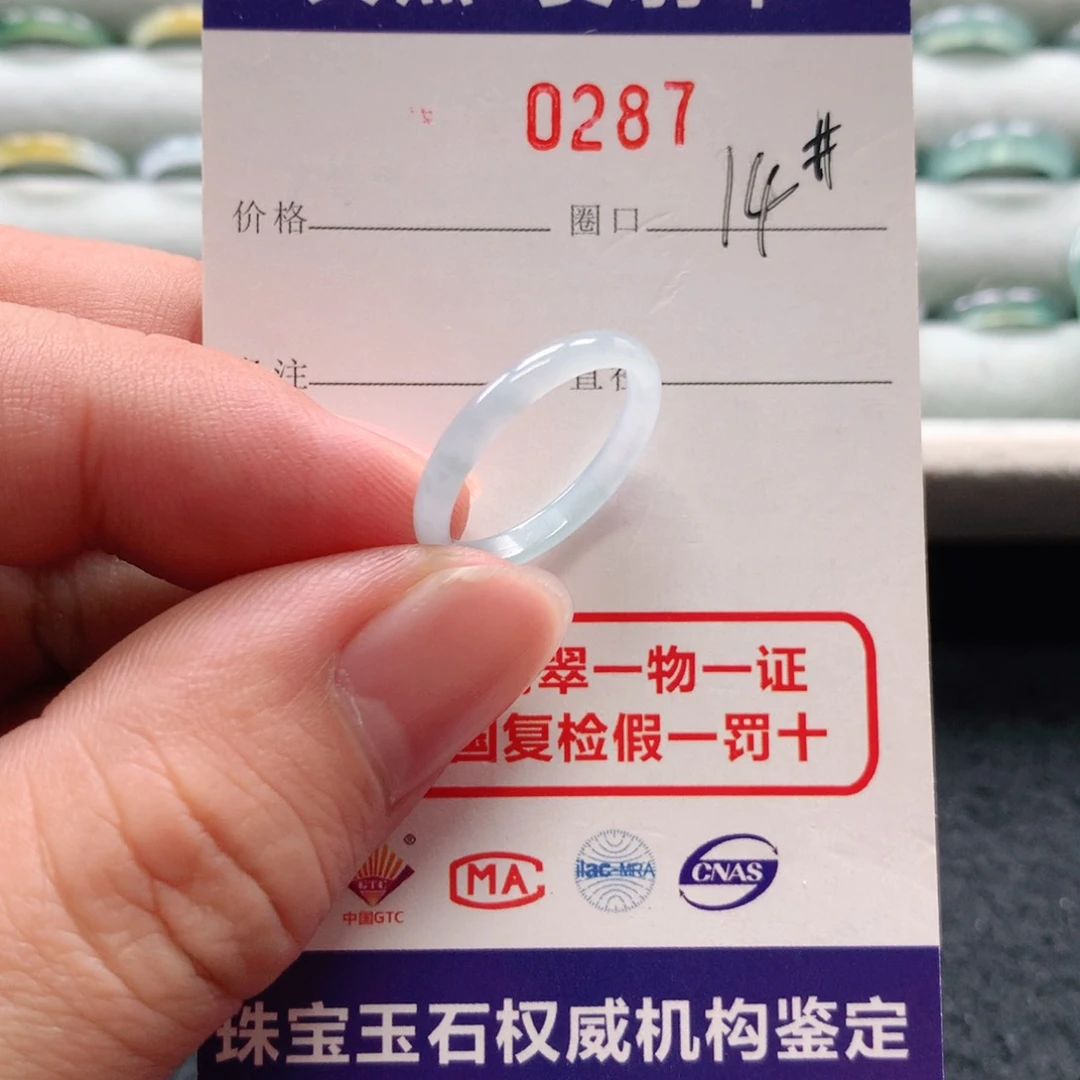 0287
价格
圈口 14#
注
翠一物一证
国复检假一罚十
GTC
中国GTC
MA
ilac-MRA
CNAS
珠宝玉石权威机构鉴定